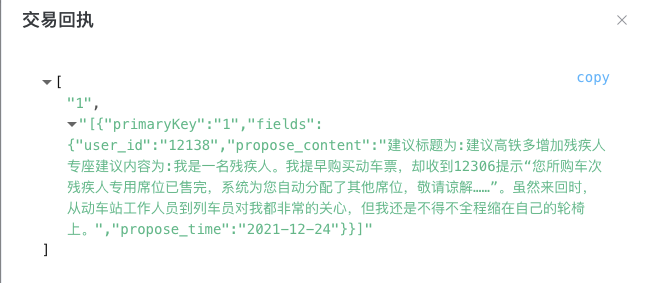 交易回执
copy
[
"1",
"[{"primaryKey":"1","fields":
{"user_id":"12138","propose_content":"建议标题为:建议高铁多增加残疾人
专座建议内容为:我是一名残疾人。我提早购买动车票，却收到12306提示“您所购车次
残疾人专用席位已售完，系统为您自动分配了其他席位，敬请谅解……”。虽然来回时，
从动车站工作人员到列车员对我都非常的关心，但我还是不得不全程缩在自己的轮椅
上。","propose_time":"2021-12-24"}}]"
]